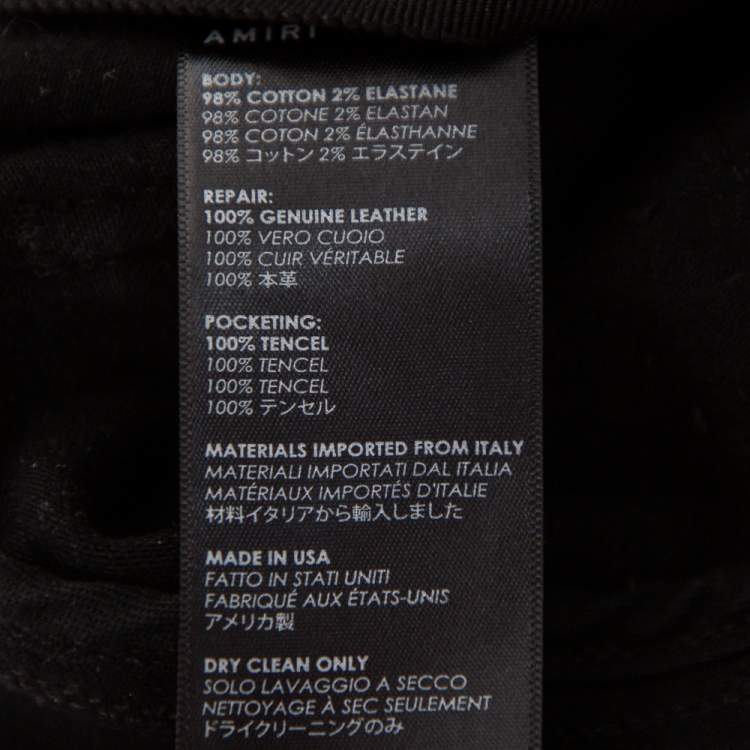 AMIRI
BODY:
98% COTTON 2% ELASTANE
98% COTONE 2% ELASTAN
98% COTON 2% ÉLASTHANNE
98% コットン 2% エラステイン
REPAIR:
100% GENUINE LEATHER
100% VERO CUOIO
100% CUIR VÉRITABLE
100% 本革
POCKETING:
100% TENCEL
100% TENCEL
100% TENCEL
100% テンセル
MATERIALS IMPORTED FROM ITALY
MATERIALI IMPORTATI DAL ITALIA
MATÉRIAUX IMPORTÉS D'ITALIE
材料イタリアから輸入しました
MADE IN USA
FATTO IN STATI UNITI
FABRIQUÉ AUX ÉTATS-UNIS
アメリカ製
DRY CLEAN ONLY
SOLO LAVAGGIO A SECCO
NETTOYAGE À SEC SEULEMENT
ドライクリーニングのみ